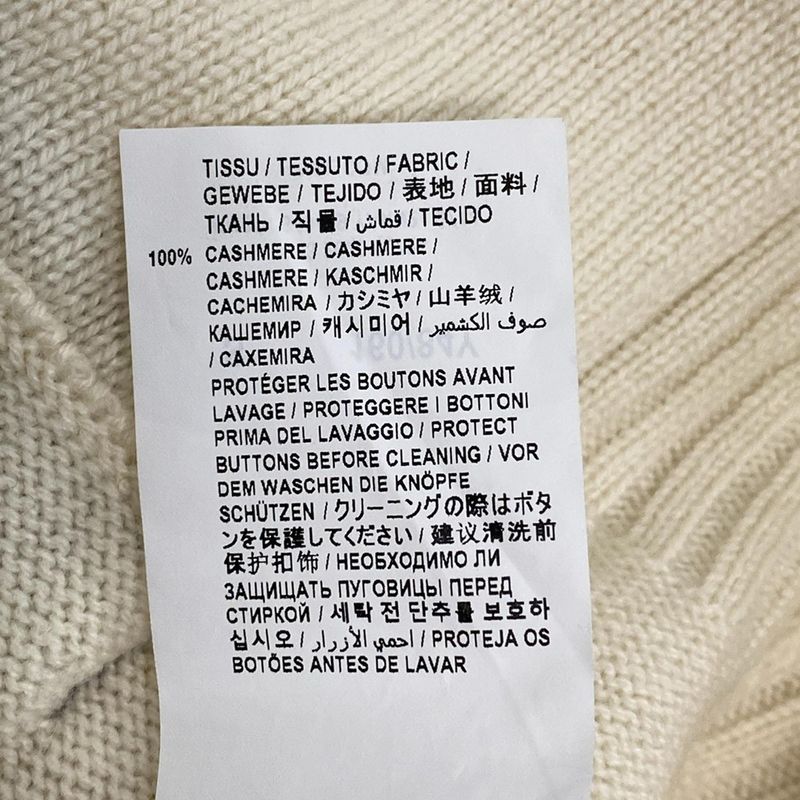 TISSU / TESSUTO / FABRIC /
GEWEBE / TEJIDO / 表地 / 面料 /
ТКАНЬ / 직물 / قماش / TECIDO
100% CASHMERE / CASHMERE /
CASHMERE / KASCHMIR /
CACHEMIRA / カシミヤ / 山羊绒 /
КАШЕМИР / 캐시미어 / صوف الكشمير
/ CAXEMIRA
PROTÉGER LES BOUTONS AVANT
LAVAGE / PROTEGGERE I BOTTONI
PRIMA DEL LAVAGGIO / PROTECT
BUTTONS BEFORE CLEANING / VOR
DEM WASCHEN DIE KNÖPFE
SCHÜTZEN / クリーニングの際はボタ
ンを保護してください / 建议清洗前
保护扣饰 / НЕОБХОДИМО ЛИ
ЗАЩИЩАТЬ ПУГОВИЦЫ ПЕРЕД
СТИРКОЙ / 세탁 전 단추를 보호하
십시오 / احمي الأزرار / PROTEJA OS
BOTÕES ANTES DE LAVAR
160/84Y